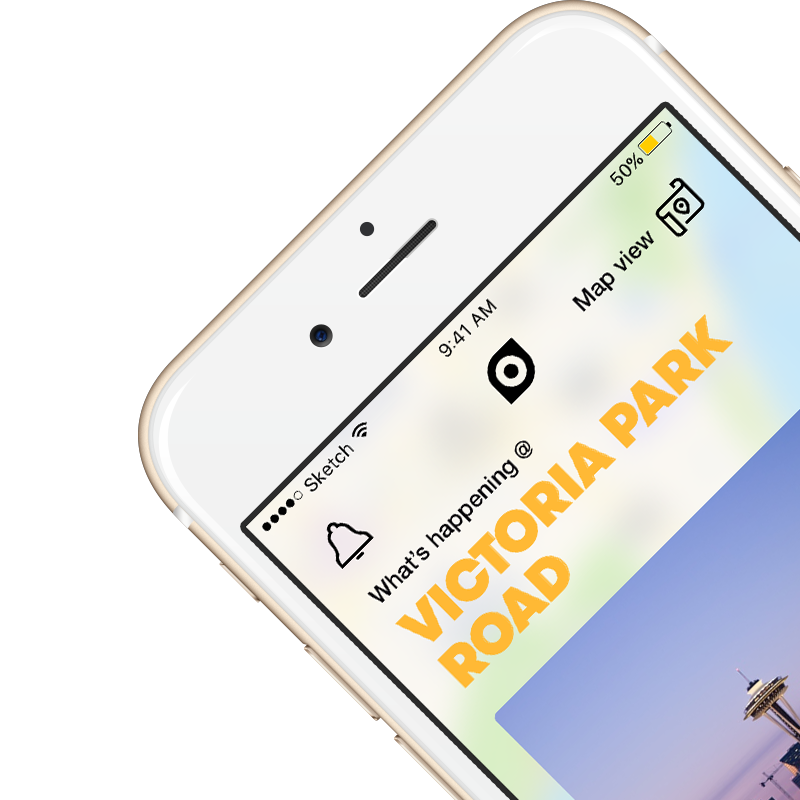 Sketch 9:41 AM 50%
Map view
What's happening @
VICTORIA PARK
ROAD